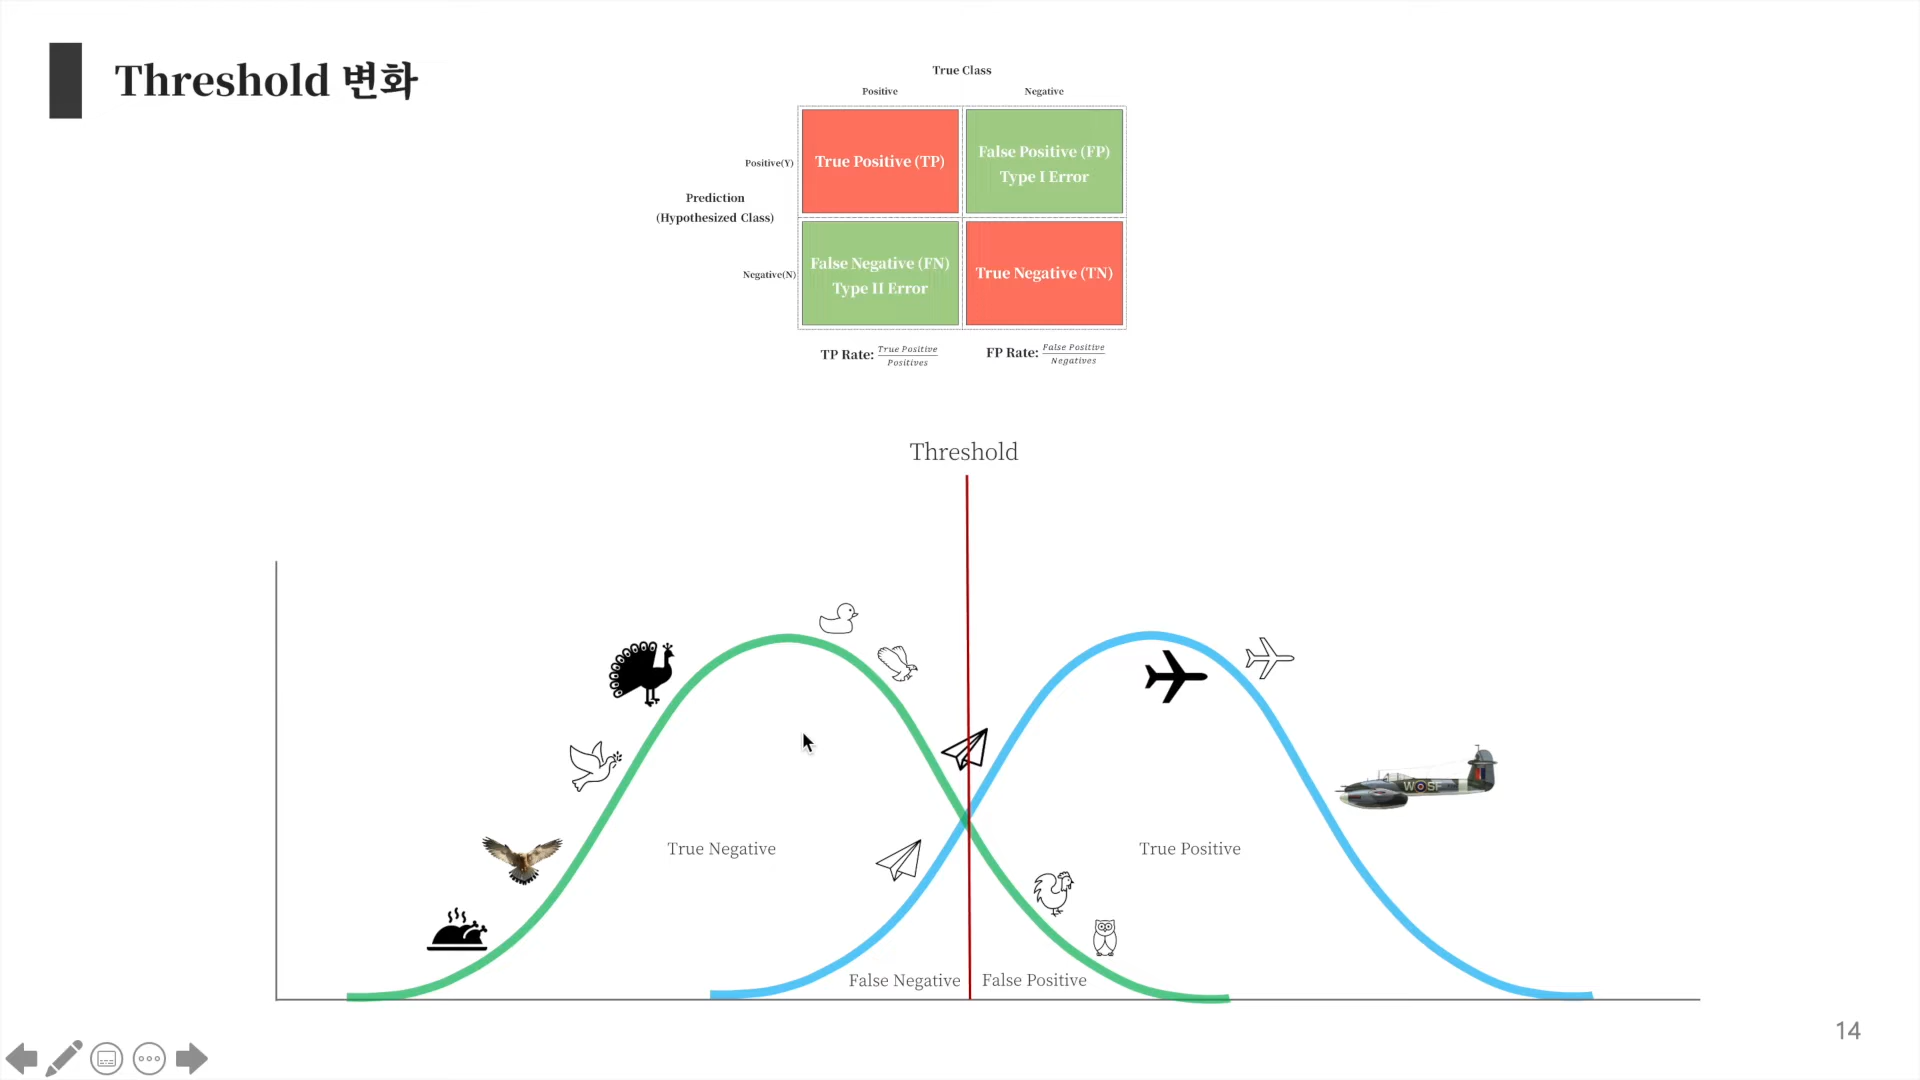 Threshold 변화
True Class
Positive
Negative
Positive(Y)
True Positive (TP)
False Positive (FP)
Type I Error
Prediction
(Hypothesized Class)
Negative(N)
False Negative (FN)
Type II Error
True Negative (TN)
TP Rate: True Positive
Positives
FP Rate: False Positive
Negatives
Threshold
W SF
True Negative
True Positive
False Negative
False Positive
14